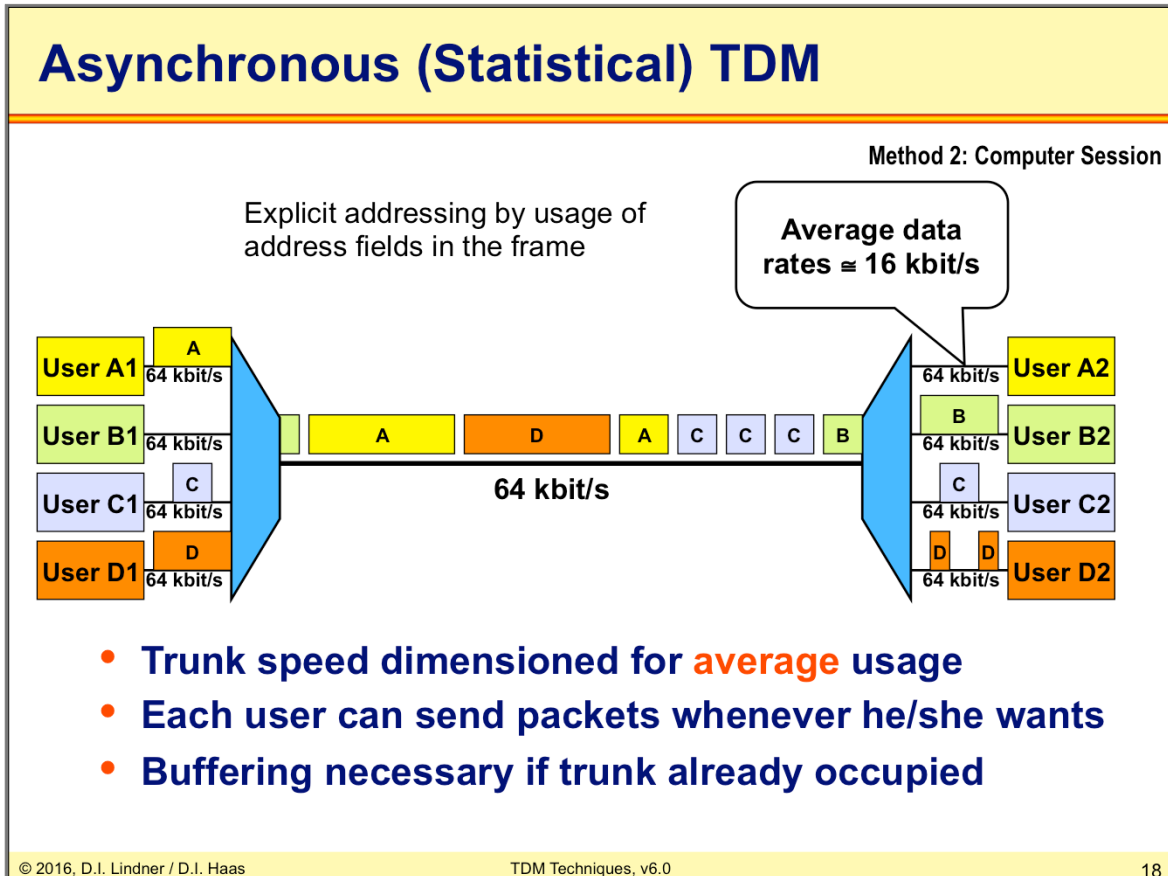 Asynchronous (Statistical) TDM
Method 2: Computer Session
Explicit addressing by usage of
address fields in the frame
Average data
rates ≅ 16 kbit/s
User A1
A
64 kbit/s
User B1
64 kbit/s
User C1
C
64 kbit/s
User D1
D
64 kbit/s
A D A C C C B
64 kbit/s
64 kbit/s
User A2
B
64 kbit/s
User B2
C
64 kbit/s
User C2
D D
64 kbit/s
User D2
• Trunk speed dimensioned for average usage
• Each user can send packets whenever he/she wants
• Buffering necessary if trunk already occupied
© 2016, D.I. Lindner / D.I. Haas
TDM Techniques, v6.0
18